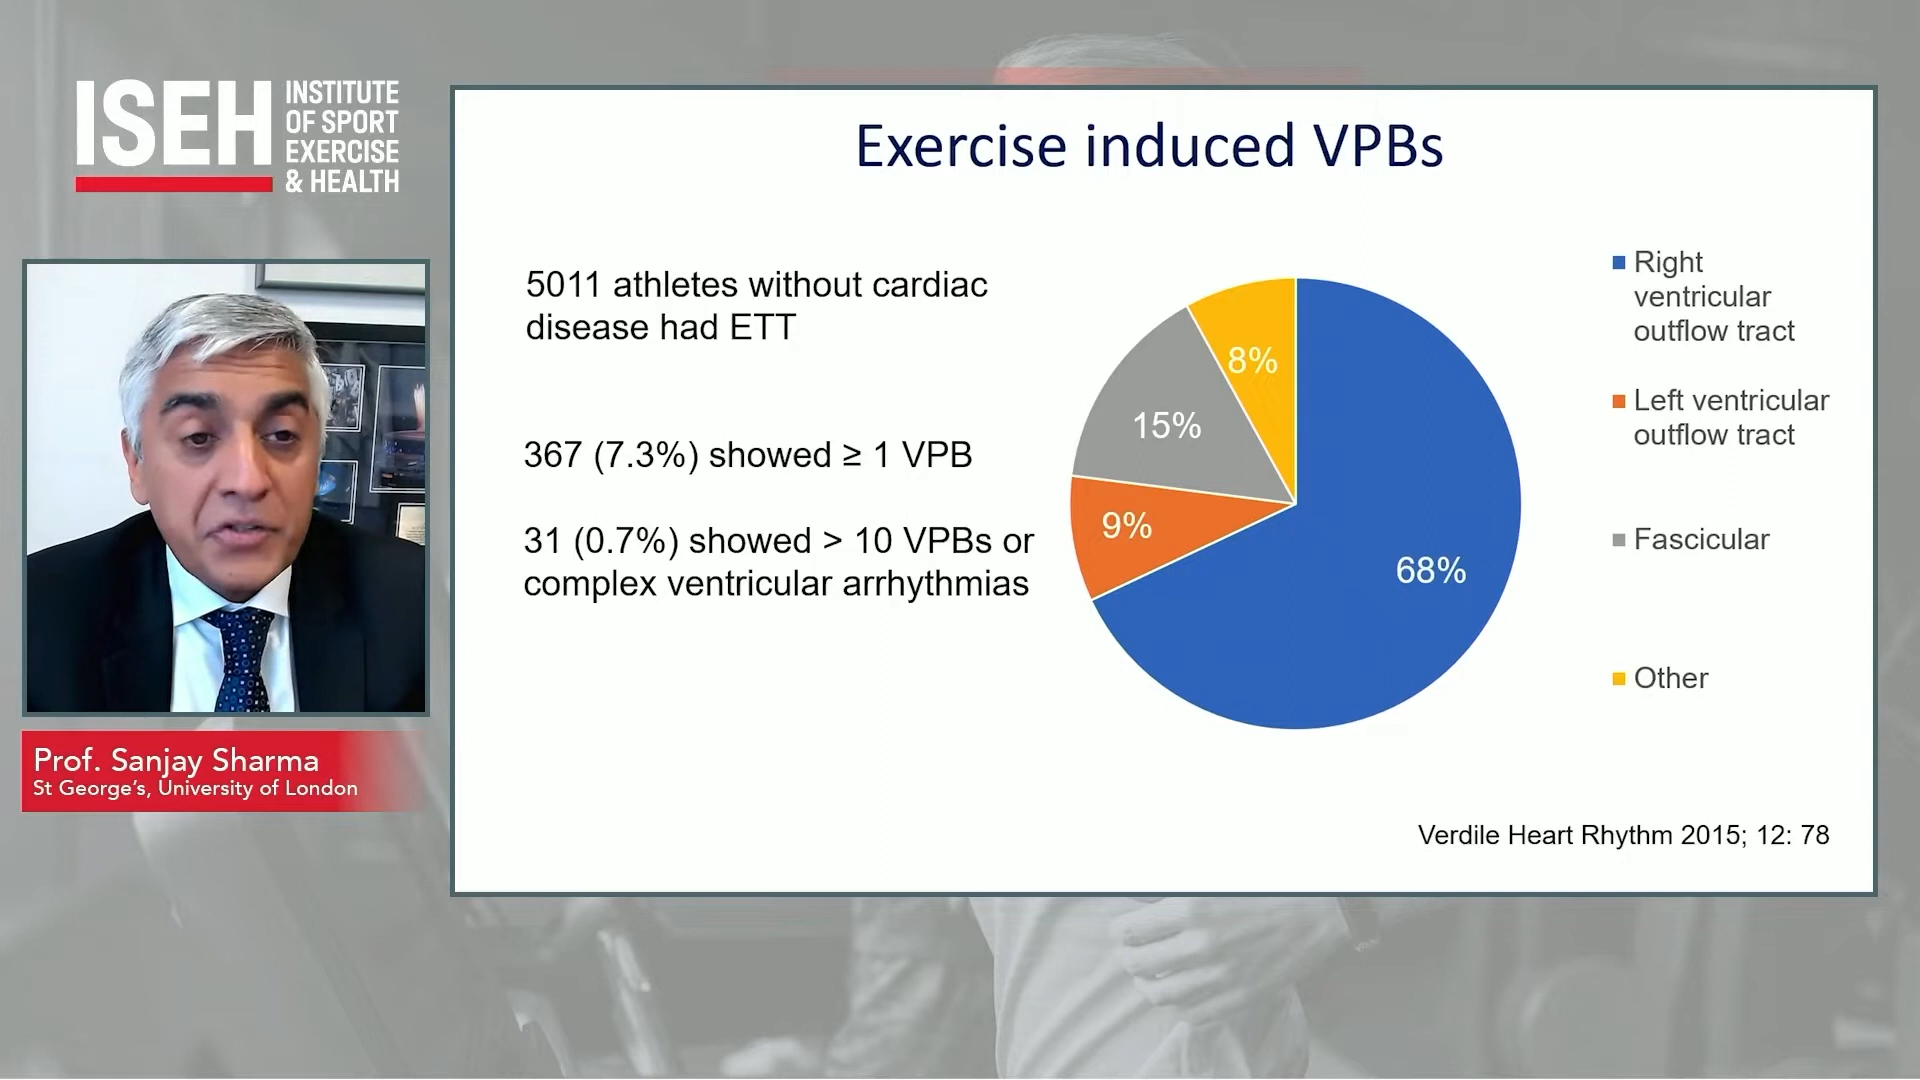 ISEH
INSTITUTE
OF SPORT
EXERCISE
& HEALTH
Prof. Sanjay Sharma
St George's, University of London
Exercise induced VPBs
5011 athletes without cardiac
disease had ETT
367 (7.3%) showed ≥ 1 VPB
31 (0.7%) showed > 10 VPBs or
complex ventricular arrhythmias
8%
15%
9%
68%
Right
ventricular
outflow tract
Left ventricular
outflow tract
Fascicular
Other
Verdile Heart Rhythm 2015; 12: 78